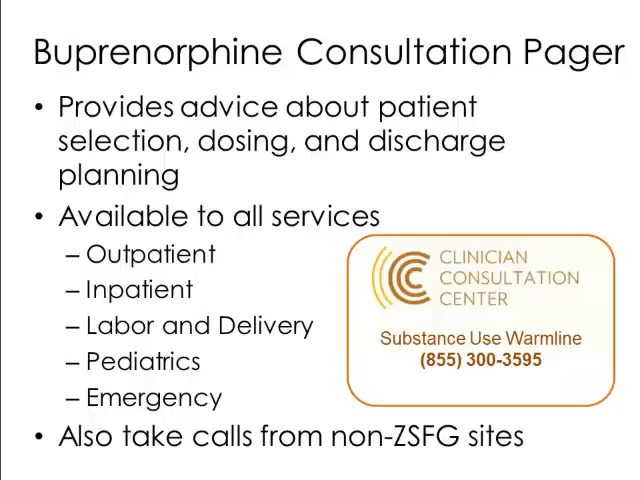 Buprenorphine Consultation Pager
• Provides advice about patient
selection, dosing, and discharge
planning
• Available to all services
– Outpatient
– Inpatient
– Labor and Delivery
– Pediatrics
– Emergency
CLINICIAN
CONSULTATION
CENTER
Substance Use Warmline
(855) 300-3595
• Also take calls from non-ZSFG sites